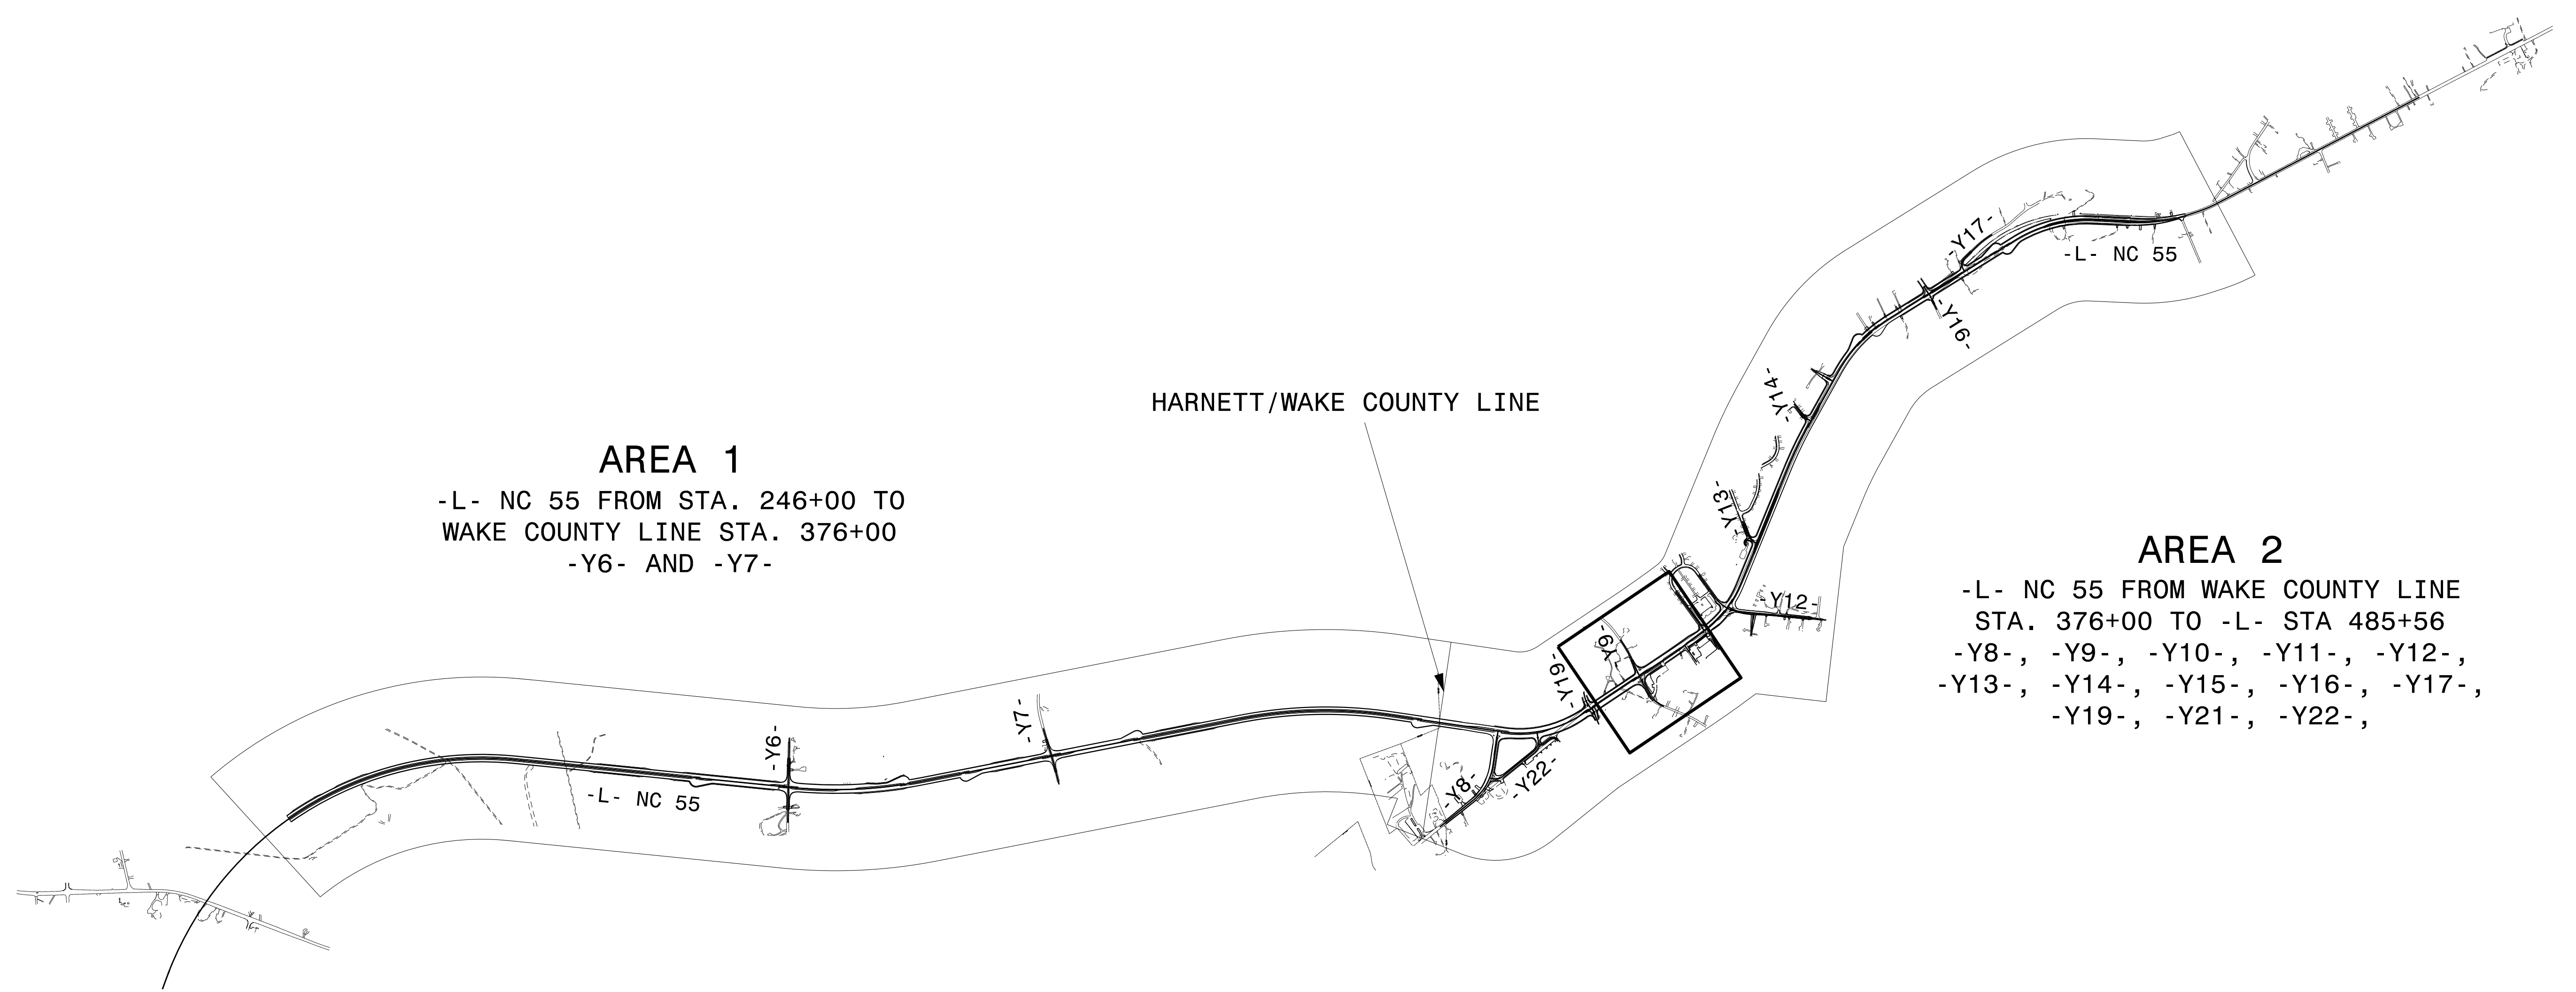 -Y17-
-L- NC 55
-Y16-
-Y14-
HARNETT/WAKE COUNTY LINE
AREA 1
-L- NC 55 FROM STA. 246+00 TO
WAKE COUNTY LINE STA. 376+00
-Y6- AND -Y7-
-Y13-
AREA 2
-L- NC 55 FROM WAKE COUNTY LINE
STA. 376+00 TO -L- STA 485+56
-Y8-, -Y9-, -Y10-, -Y11-, -Y12-,
-Y13-, -Y14-, -Y15-, -Y16-, -Y17-,
-Y19-, -Y21-, -Y22-,
-Y12-
-Y9-
-Y19-
-Y7-
-Y6-
-L- NC 55
-Y8-
-Y22-